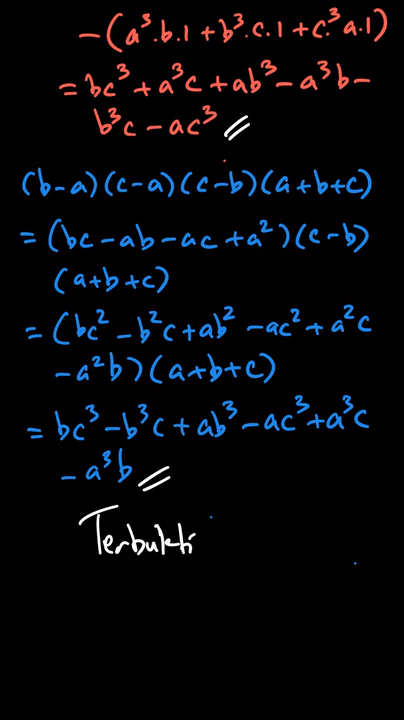 -(a³.b.1 + b³.c.1 + c³.a.1)
= bc³ + a³c + ab³ - a³b -
b³c - ac³
(b-a)(c-a)(c-b)(a+b+c)
= (bc - ab - ac + a²)(c-b)
(a+b+c)
= (bc² - b²c + ab² - ac² + a²c
- a²b)(a+b+c)
= bc³ - b³c + ab³ - ac³ + a³c
- a³b
Terbukti